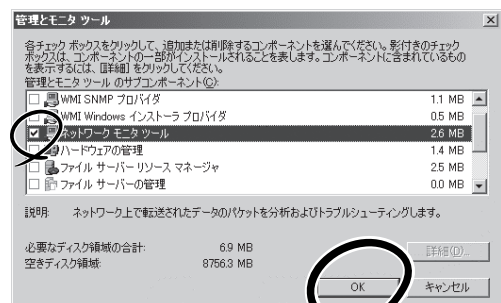 管理とモニタ ツール
各チェック ボックスをクリックして、追加または削除するコンポーネントを選んでください。影付きのチェック
ボックスは、コンポーネントの一部がインストールされることを表します。コンポーネントに含まれているもの
を表示するには、[詳細] をクリックしてください。
管理とモニタ ツール のサブコンポーネント(C):
WMI SNMP プロバイダ 1.1 MB
WMI Windows インストーラ プロバイダ 0.5 MB
ネットワーク モニタ ツール 2.6 MB
ハードウェアの管理 1.4 MB
ファイル サーバー リソース マネージャ 2.5 MB
ファイル サーバーの管理 0.0 MB
説明: ネットワーク上で転送されたデータのパケットを分析およびトラブルシューティングします。
必要なディスク領域の合計: 6.9 MB
空きディスク領域: 8756.3 MB
詳細(D)...
OK キャンセル